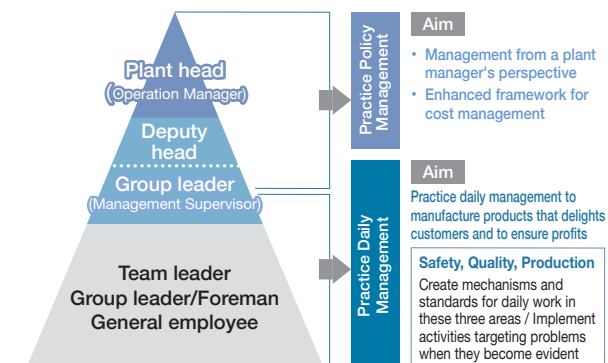 Plant head
(Operation Manager)
Deputy
head
Group leader
(Management Supervisor)
Team leader
Group leader/Foreman
General employee
Practice Policy
Management
Aim
• Management from a plant
manager's perspective
• Enhanced framework for
cost management
Practice Daily
Management
Aim
Practice daily management to
manufacture products that delights
customers and to ensure profits
Safety, Quality, Production
Create mechanisms and
standards for daily work in
these three areas / Implement
activities targeting problems
when they become evident